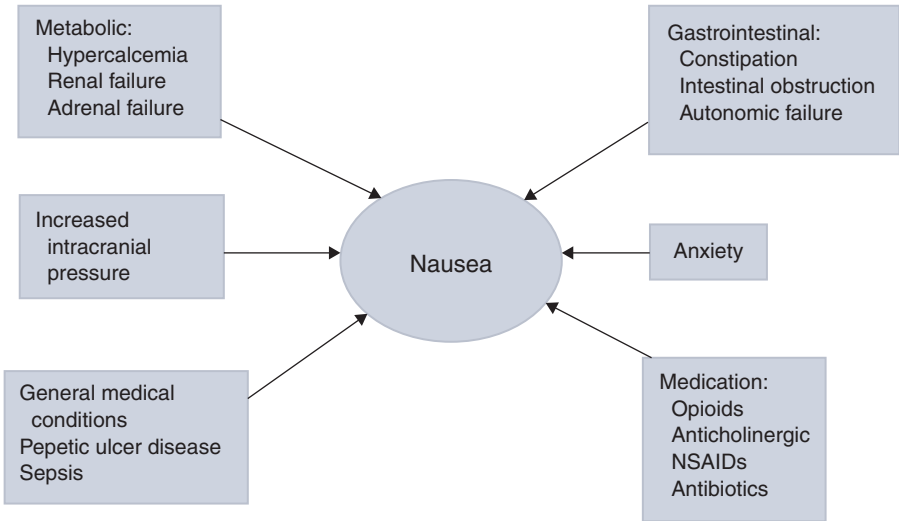 Metabolic:
Hypercalcemia
Renal failure
Adrenal failure
Gastrointestinal:
Constipation
Intestinal obstruction
Autonomic failure
Increased
intracranial
pressure
Nausea
Anxiety
General medical
conditions
Pepetic ulcer disease
Sepsis
Medication:
Opioids
Anticholinergic
NSAIDs
Antibiotics